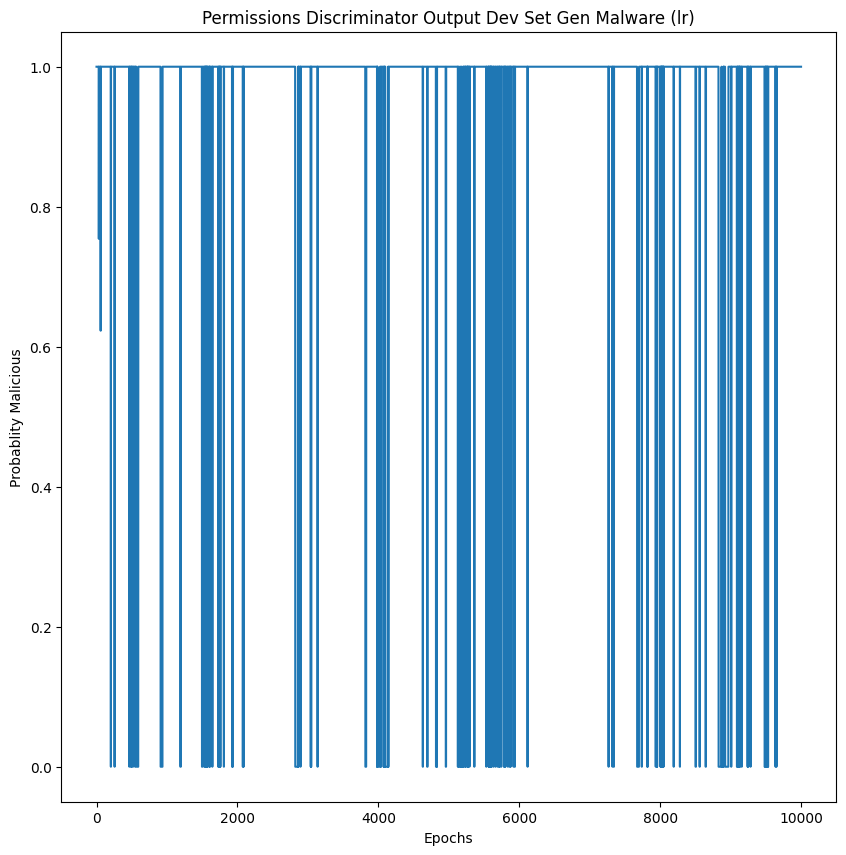 Permissions Discriminator Output Dev Set Gen Malware (lr)
1.0
0.8
0.6
0.4
0.2
0.0
Probablity Malicious
0 2000 4000 6000 8000 10000
Epochs